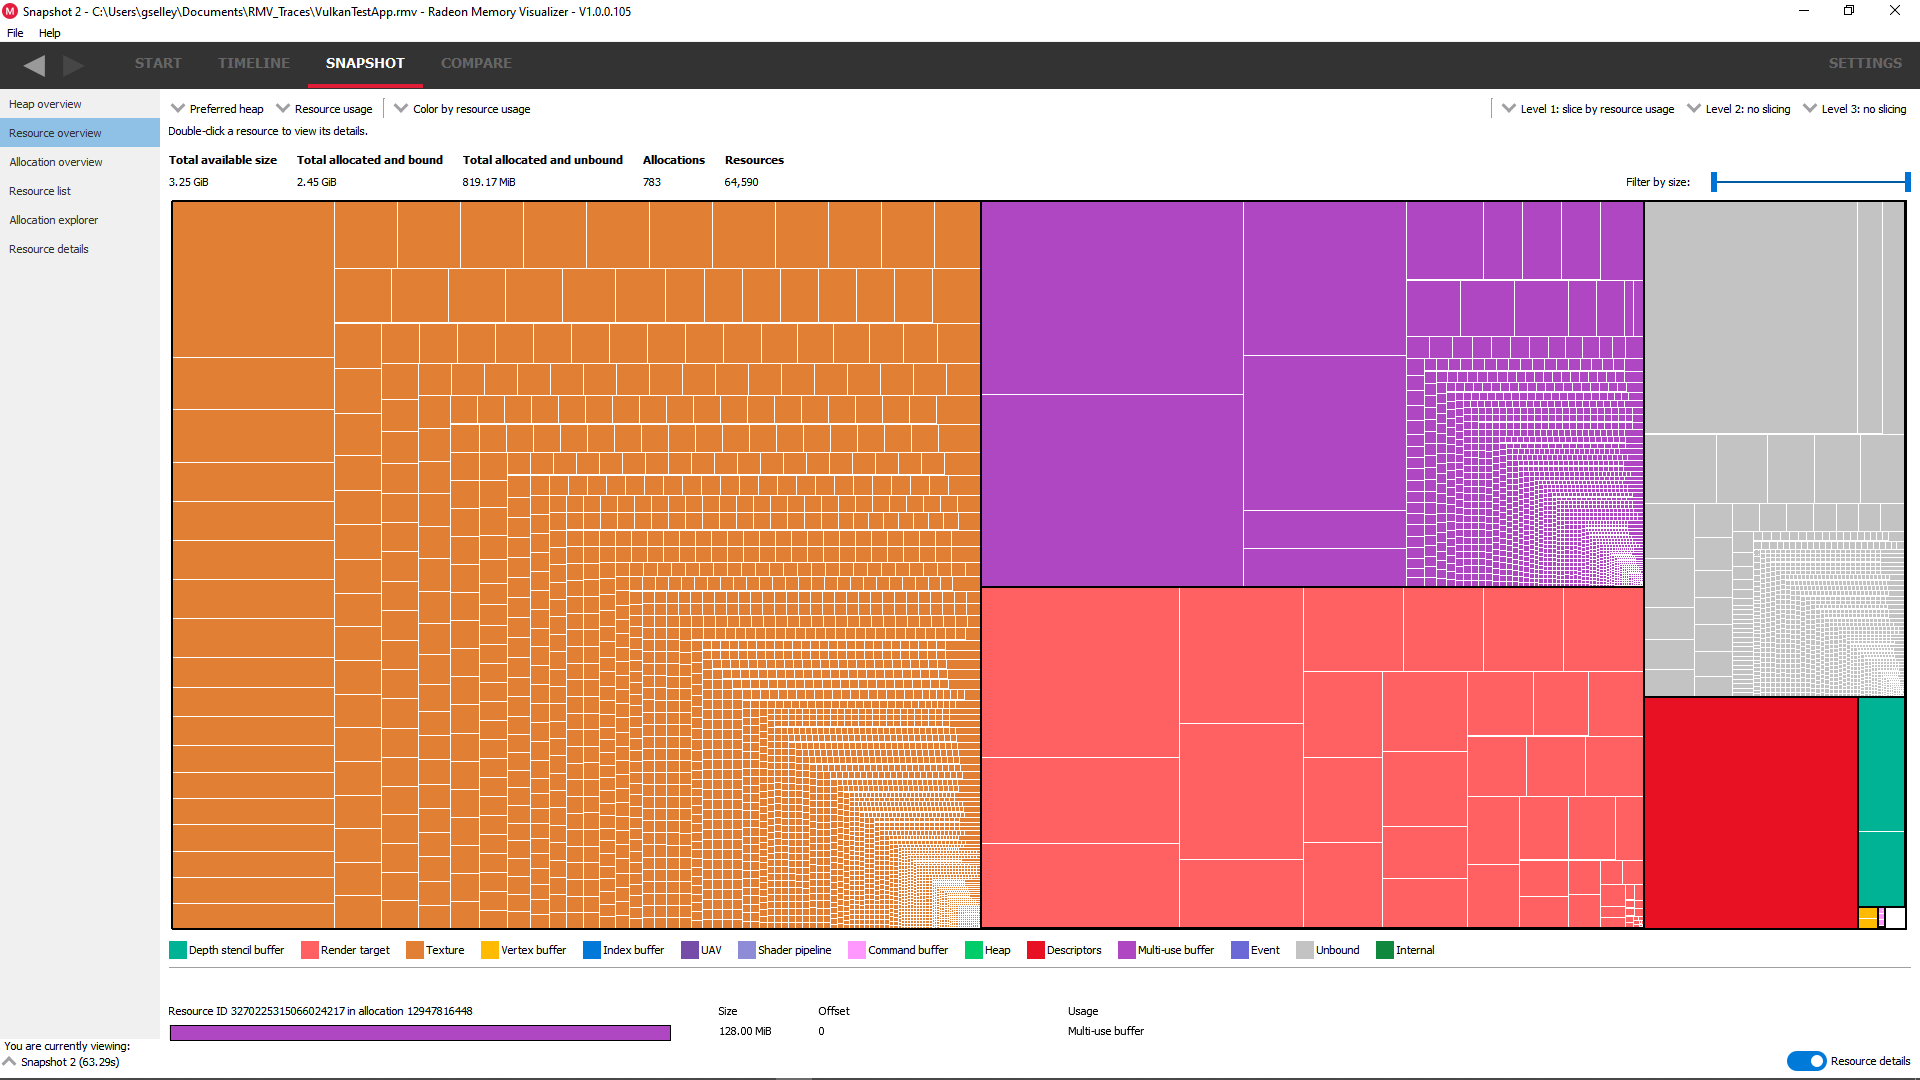 M Snapshot 2 - C:\Users\gselley\Documents\RMV_Traces\VulkanTestApp.rmv - Radeon Memory Visualizer - V1.0.0.105
File Help
START TIMELINE SNAPSHOT COMPARE SETTINGS
Heap overview
Resource overview
Allocation overview
Resource list
Allocation explorer
Resource details
Preferred heap Resource usage Color by resource usage Level 1: slice by resource usage Level 2: no slicing Level 3: no slicing
Double-click a resource to view its details.
Total available size Total allocated and bound Total allocated and unbound Allocations Resources
3.25 GiB 2.45 GiB 819.17 MiB 783 64,590 Filter by size:
Depth stencil buffer Render target Texture Vertex buffer Index buffer UAV Shader pipeline Command buffer Heap Descriptors Multi-use buffer Event Unbound Internal
Resource ID 3270225315066024217 in allocation 12947816448 Size Offset Usage
128.00 MiB 0 Multi-use buffer
You are currently viewing:
Snapshot 2 (63.29s) Resource details